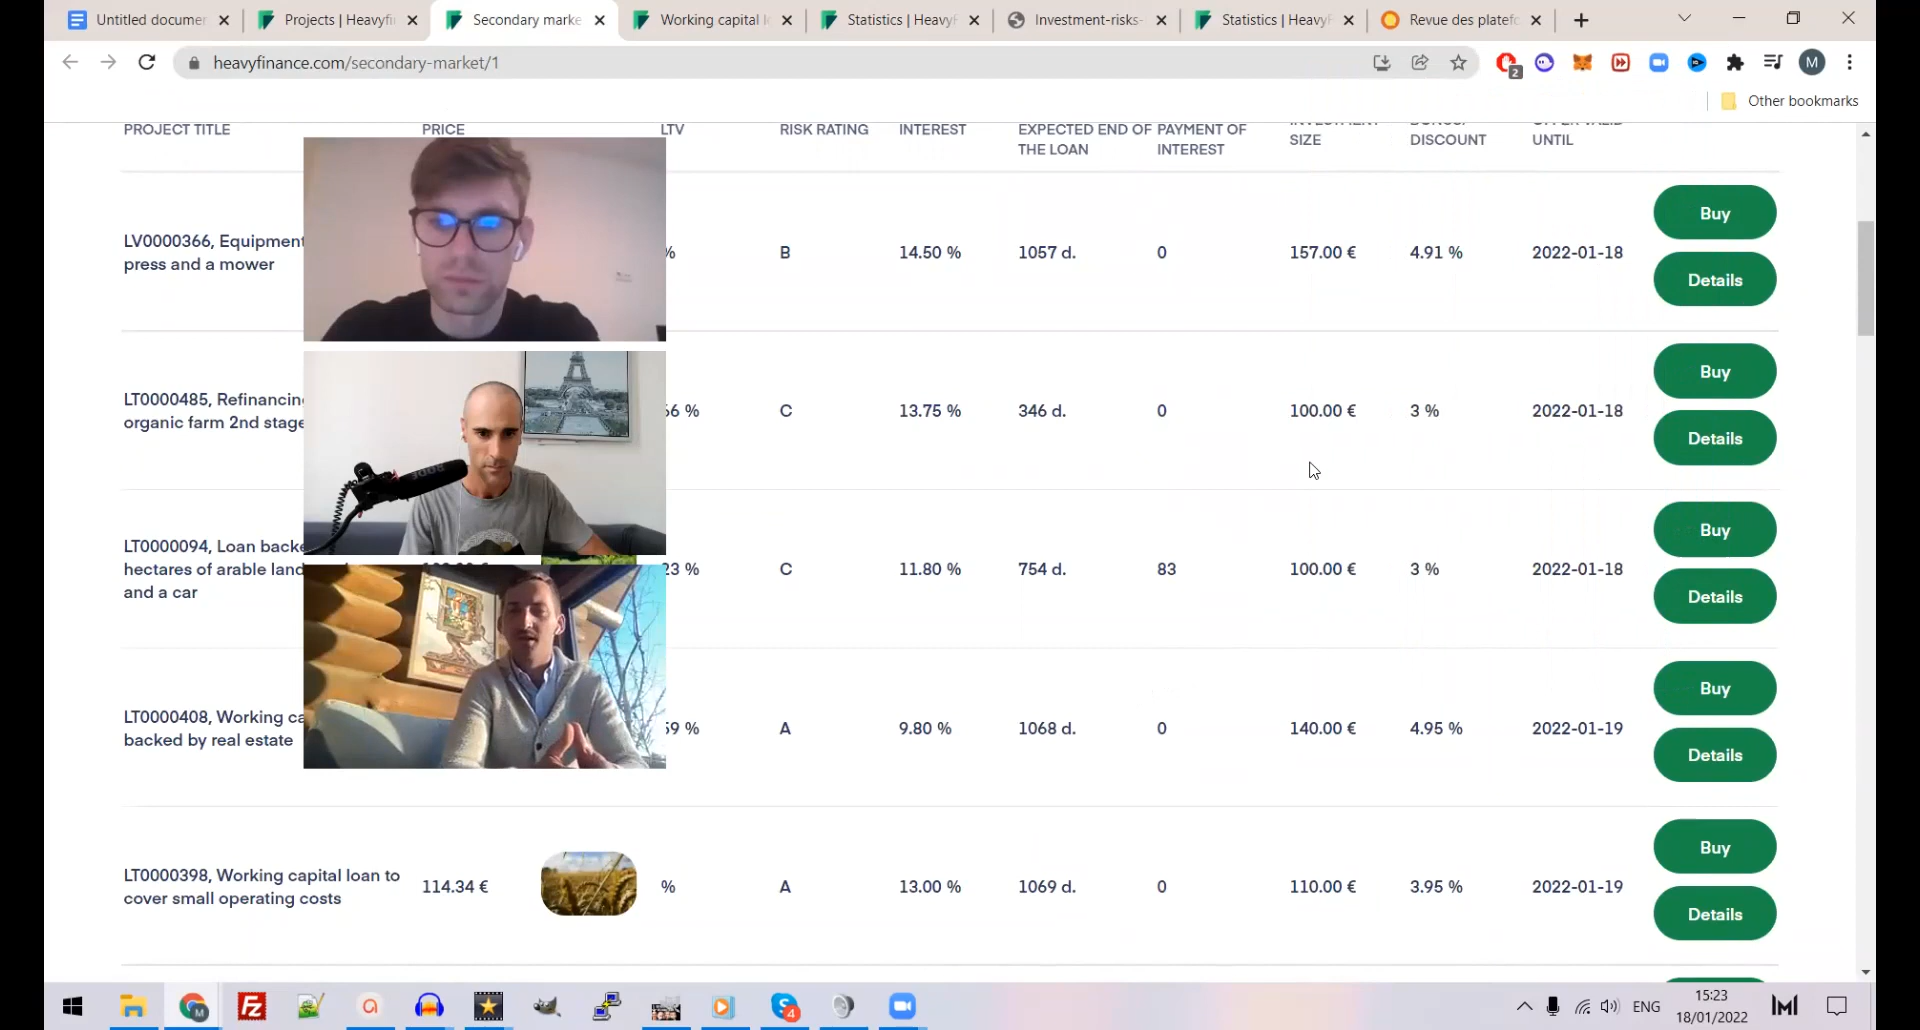 Untitled documen
Projects | Heavyfi
Secondary marke
Working capital l
Statistics | HeavyF
Investment-risks-
Statistics | HeavyF
Revue des platefo
heavyfinance.com/secondary-market/1
2
M
Other bookmarks
PROJECT TITLE PRICE LTV RISK RATING INTEREST EXPECTED END OF THE LOAN PAYMENT OF INTEREST SIZE DISCOUNT UNTIL
LV0000366, Equipment % B 14.50 % 1057 d. 0 157.00 € 4.91 % 2022-01-18 Buy
press and a mower Details
LT0000485, Refinancin 66 % C 13.75 % 346 d. 0 100.00 € 3 % 2022-01-18 Buy
organic farm 2nd stage Details
RODE
LT0000094, Loan backe Buy
hectares of arable land 23 % C 11.80 % 754 d. 83 100.00 € 3 % 2022-01-18
and a car Details
LT0000408, Working ca 59 % A 9.80 % 1068 d. 0 140.00 € 4.95 % 2022-01-19 Buy
backed by real estate Details
LT0000398, Working capital loan to 114.34 € % A 13.00 % 1069 d. 0 110.00 € 3.95 % 2022-01-19 Buy
cover small operating costs Details
4
ENG
15:23
18/01/2022